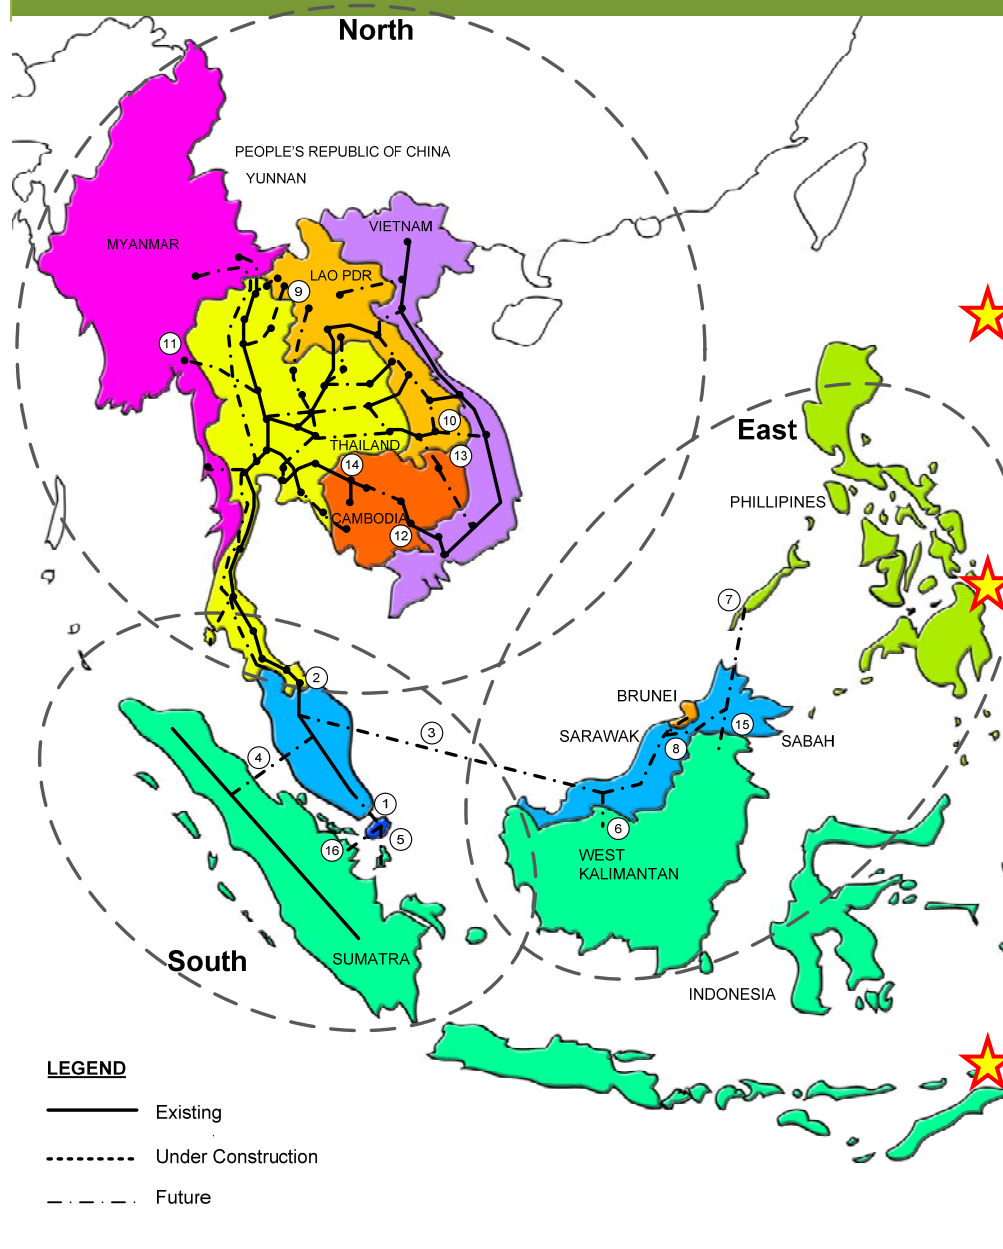 North
PEOPLE'S REPUBLIC OF CHINA
YUNNAN
VIETNAM
MYANMAR
LAO PDR
9
11
10
THAILAND
13
14
CAMBODIA
12
East
PHILLIPINES
7
2
BRUNEI
3
SARAWAK
15
SABAH
8
4
1
5
6
16
WEST
KALIMANTAN
South
SUMATRA
INDONESIA
LEGEND
Existing
Under Construction
Future